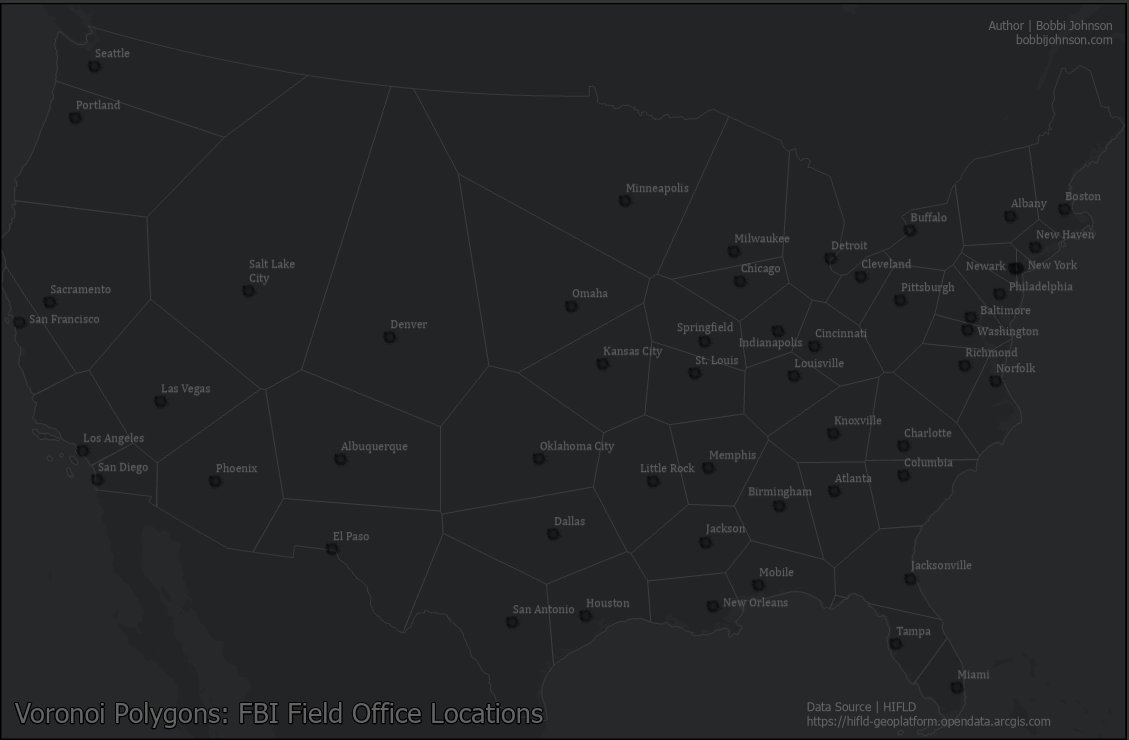 Author | Bobbi Johnson
bobbijohnson.com
Seattle
Portland
Minneapolis
Boston
Albany
Buffalo
New Haven
Milwaukee
Detroit
Salt Lake
City
Chicago
Cleveland
Newark
New York
Sacramento
Omaha
Pittsburgh
Philadelphia
San Francisco
Denver
Springfield
Indianapolis
Cincinnati
Baltimore
Washington
Kansas City
St. Louis
Louisville
Richmond
Norfolk
Las Vegas
Los Angeles
Albuquerque
Oklahoma City
Knoxville
Charlotte
San Diego
Phoenix
Little Rock
Memphis
Columbia
Birmingham
Atlanta
El Paso
Dallas
Jackson
Mobile
Jacksonville
San Antonio
Houston
New Orleans
Tampa
Miami
Voronoi Polygons: FBI Field Office Locations
Data Source | HIFLD
https://hifld-geoplatform.opendata.arcgis.com